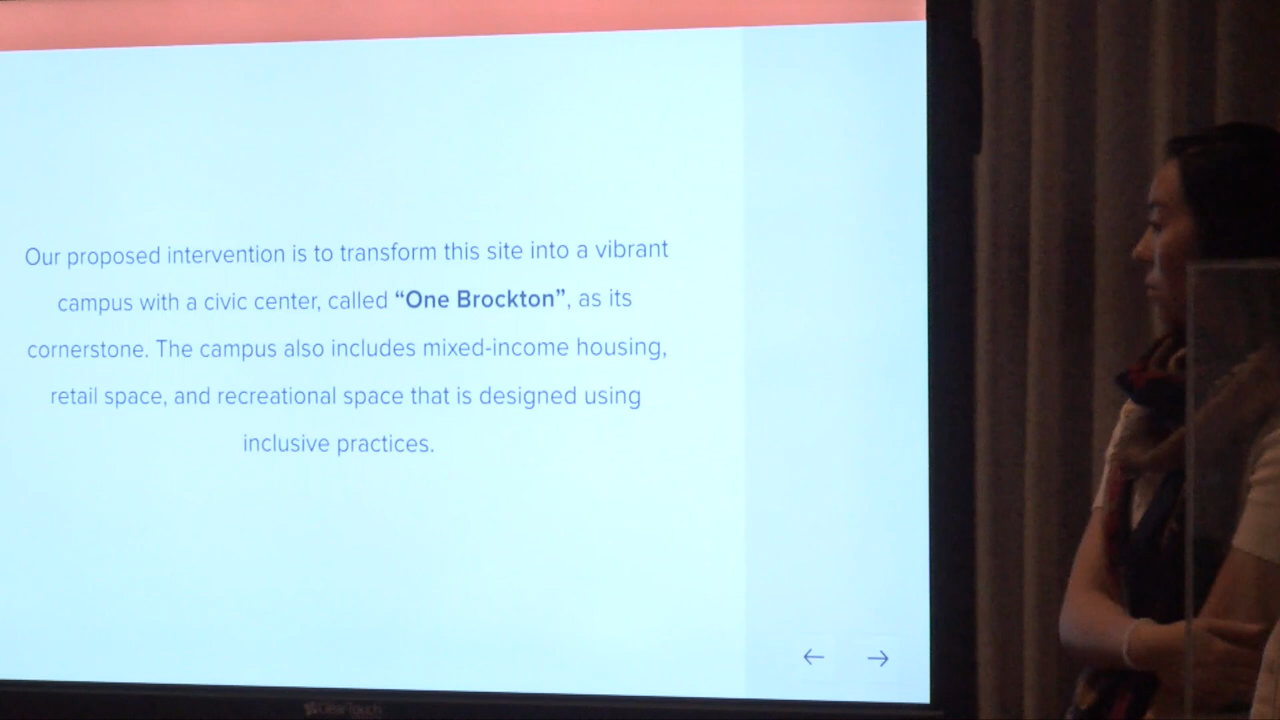 Our proposed intervention is to transform this site into a vibrant
campus with a civic center, called “One Brockton”, as its
cornerstone. The campus also includes mixed-income housing,
retail space, and recreational space that is designed using
inclusive practices.
ClearTouch